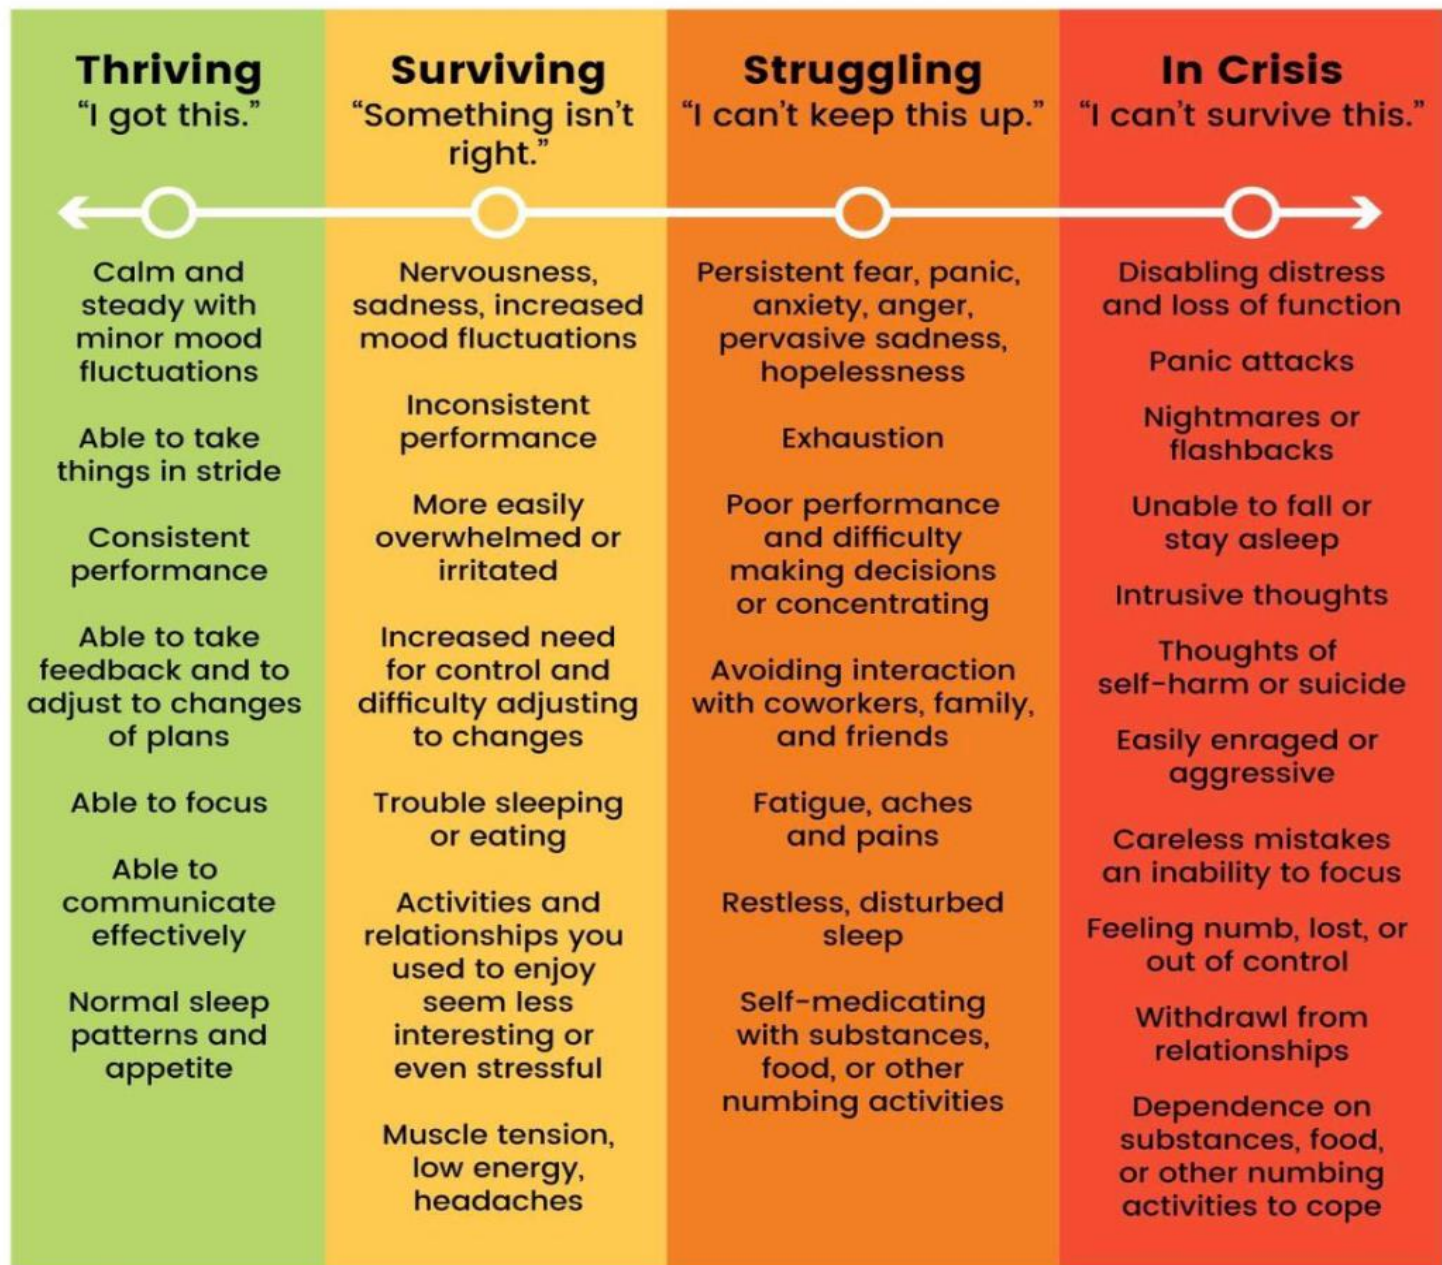 Thriving
“I got this.”
Calm and
steady with
minor mood
fluctuations
Able to take
things in stride
Consistent
performance
Able to take
feedback and to
adjust to changes
of plans
Able to focus
Able to
communicate
effectively
Normal sleep
patterns and
appetite
Surviving
“Something isn’t
right.”
Nervousness,
sadness, increased
mood fluctuations
Inconsistent
performance
More easily
overwhelmed or
irritated
Increased need
for control and
difficulty adjusting
to changes
Trouble sleeping
or eating
Activities and
relationships you
used to enjoy
seem less
interesting or
even stressful
Muscle tension,
low energy,
headaches
Struggling
“I can’t keep this up.”
Persistent fear, panic,
anxiety, anger,
pervasive sadness,
hopelessness
Exhaustion
Poor performance
and difficulty
making decisions
or concentrating
Avoiding interaction
with coworkers, family,
and friends
Fatigue, aches
and pains
Restless, disturbed
sleep
Self-medicating
with substances,
food, or other
numbing activities
In Crisis
“I can’t survive this.”
Disabling distress
and loss of function
Panic attacks
Nightmares or
flashbacks
Unable to fall or
stay asleep
Intrusive thoughts
Thoughts of
self-harm or suicide
Easily enraged or
aggressive
Careless mistakes
an inability to focus
Feeling numb, lost, or
out of control
Withdrawl from
relationships
Dependence on
substances, food,
or other numbing
activities to cope